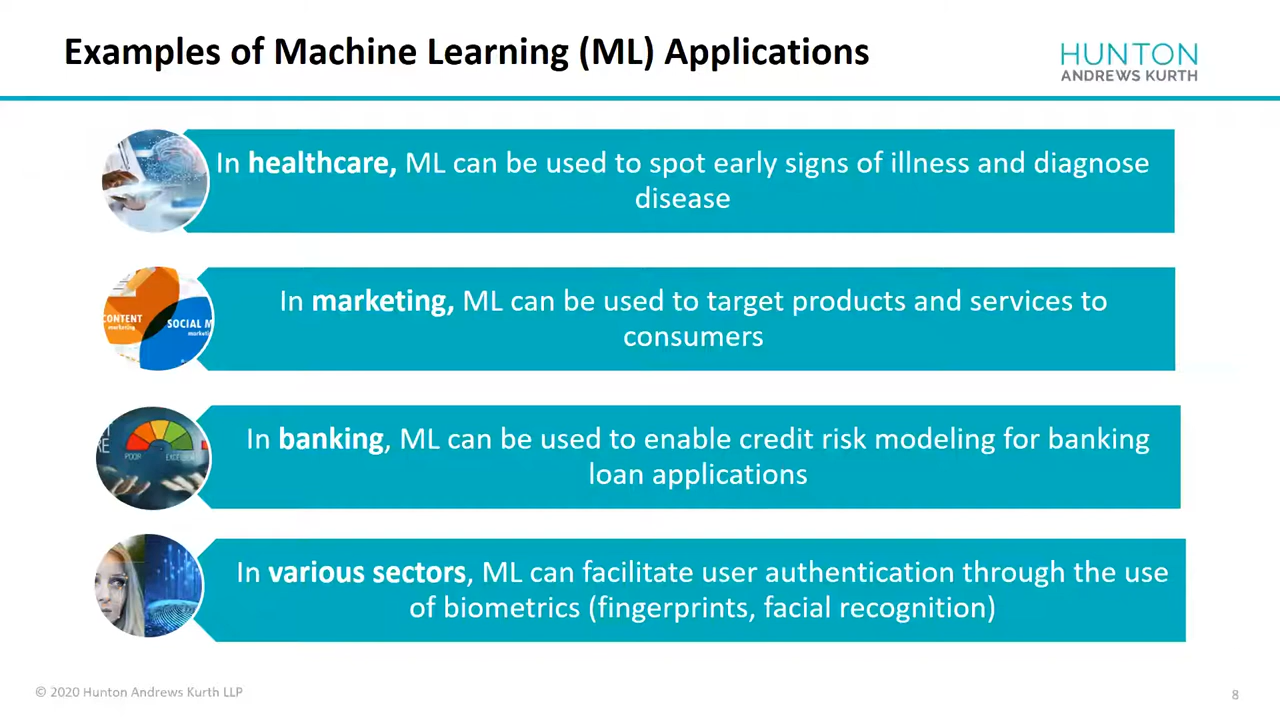 Examples of Machine Learning (ML) Applications
HUNTON
ANDREWS KURTH
In healthcare, ML can be used to spot early signs of illness and diagnose
disease
In marketing, ML can be used to target products and services to
consumers
CONTENT
marketing
SOCIAL M
marketi
In banking, ML can be used to enable credit risk modeling for banking
loan applications
RE
POOR
In various sectors, ML can facilitate user authentication through the use
of biometrics (fingerprints, facial recognition)
© 2020 Hunton Andrews Kurth LLP
8